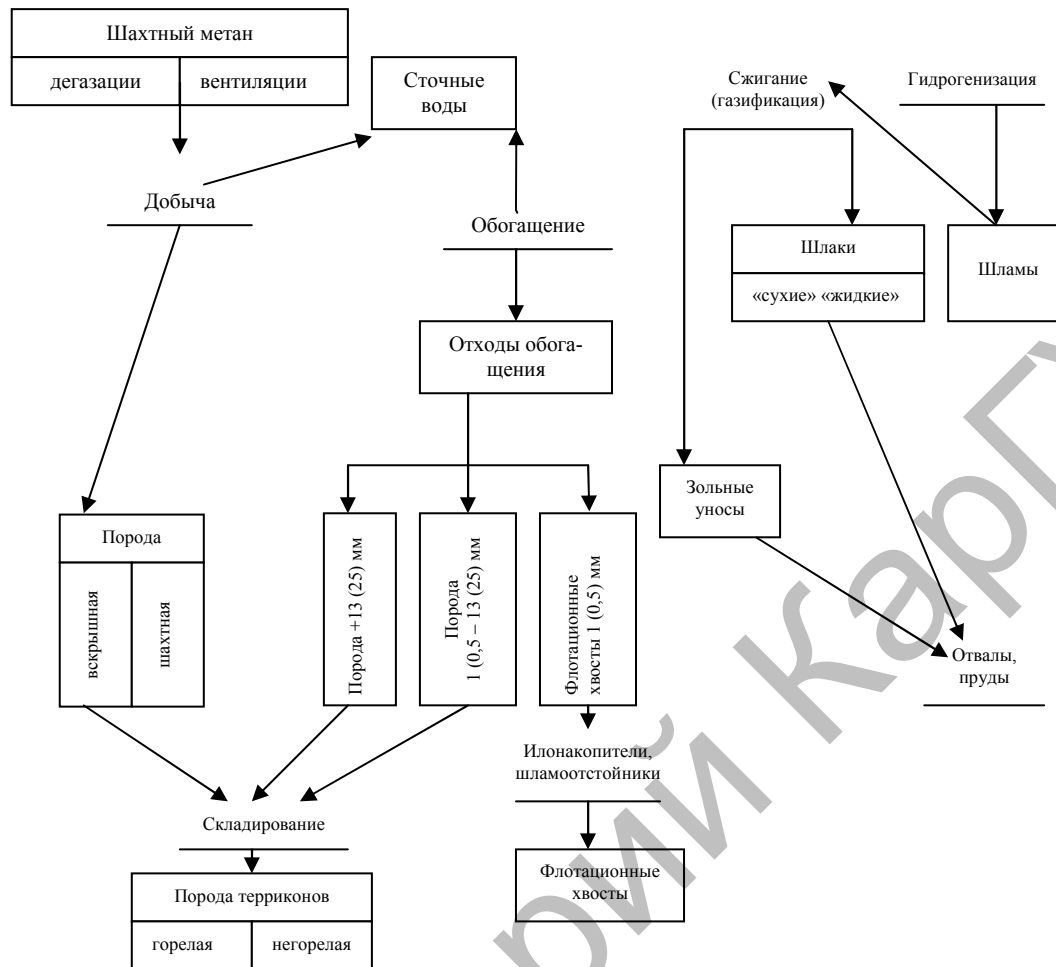 Шахтный метан
дегазации
вентиляции
Сточные
воды
Сжигание
(газификация)
Гидрогенизация
Добыча
Обогащение
Шлаки
«сухие» «жидкие»
Шламы
Отходы обога-
щения
Зольные
уносы
Порода
вскрышная
шахтная
Порода +13 (25) мм
Порода
1 (0,5 – 13 (25) мм
Флотационные
хвосты 1 (0,5) мм
Отвалы,
пруды
Илонакопители,
шламоотстойники
Складирование
Флотационные
хвосты
Порода терриконов
горелая
негорелая
рий КарГ